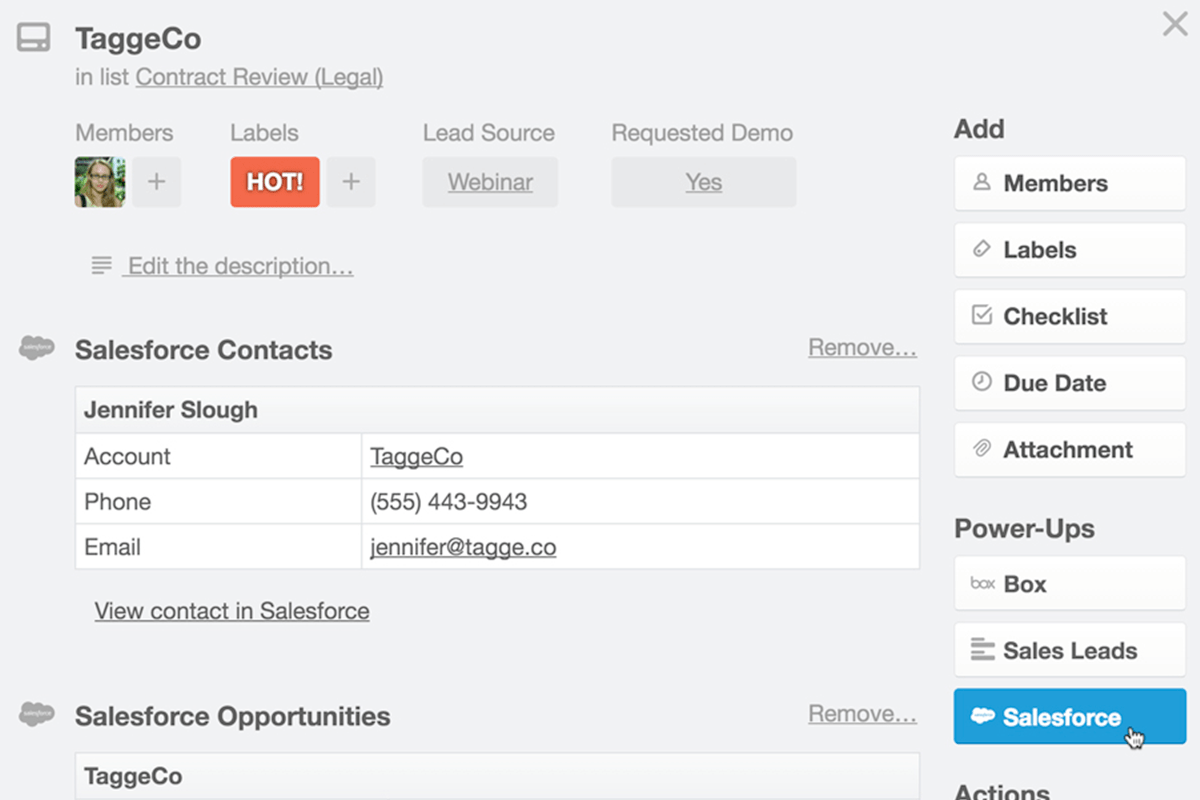 TaggeCo
in list Contract Review (Legal)
Members
Labels
Lead Source
Requested Demo
+
HOT!
+
Webinar
Yes
Edit the description…
Salesforce Contacts
Remove…
Jennifer Slough
Account TaggeCo
Phone (555) 443-9943
Email jennifer@tagge.co
View contact in Salesforce
Salesforce Opportunities
Remove…
TaggeCo
Add
Members
Labels
Checklist
Due Date
Attachment
Power-Ups
box Box
Sales Leads
Salesforce
Actions